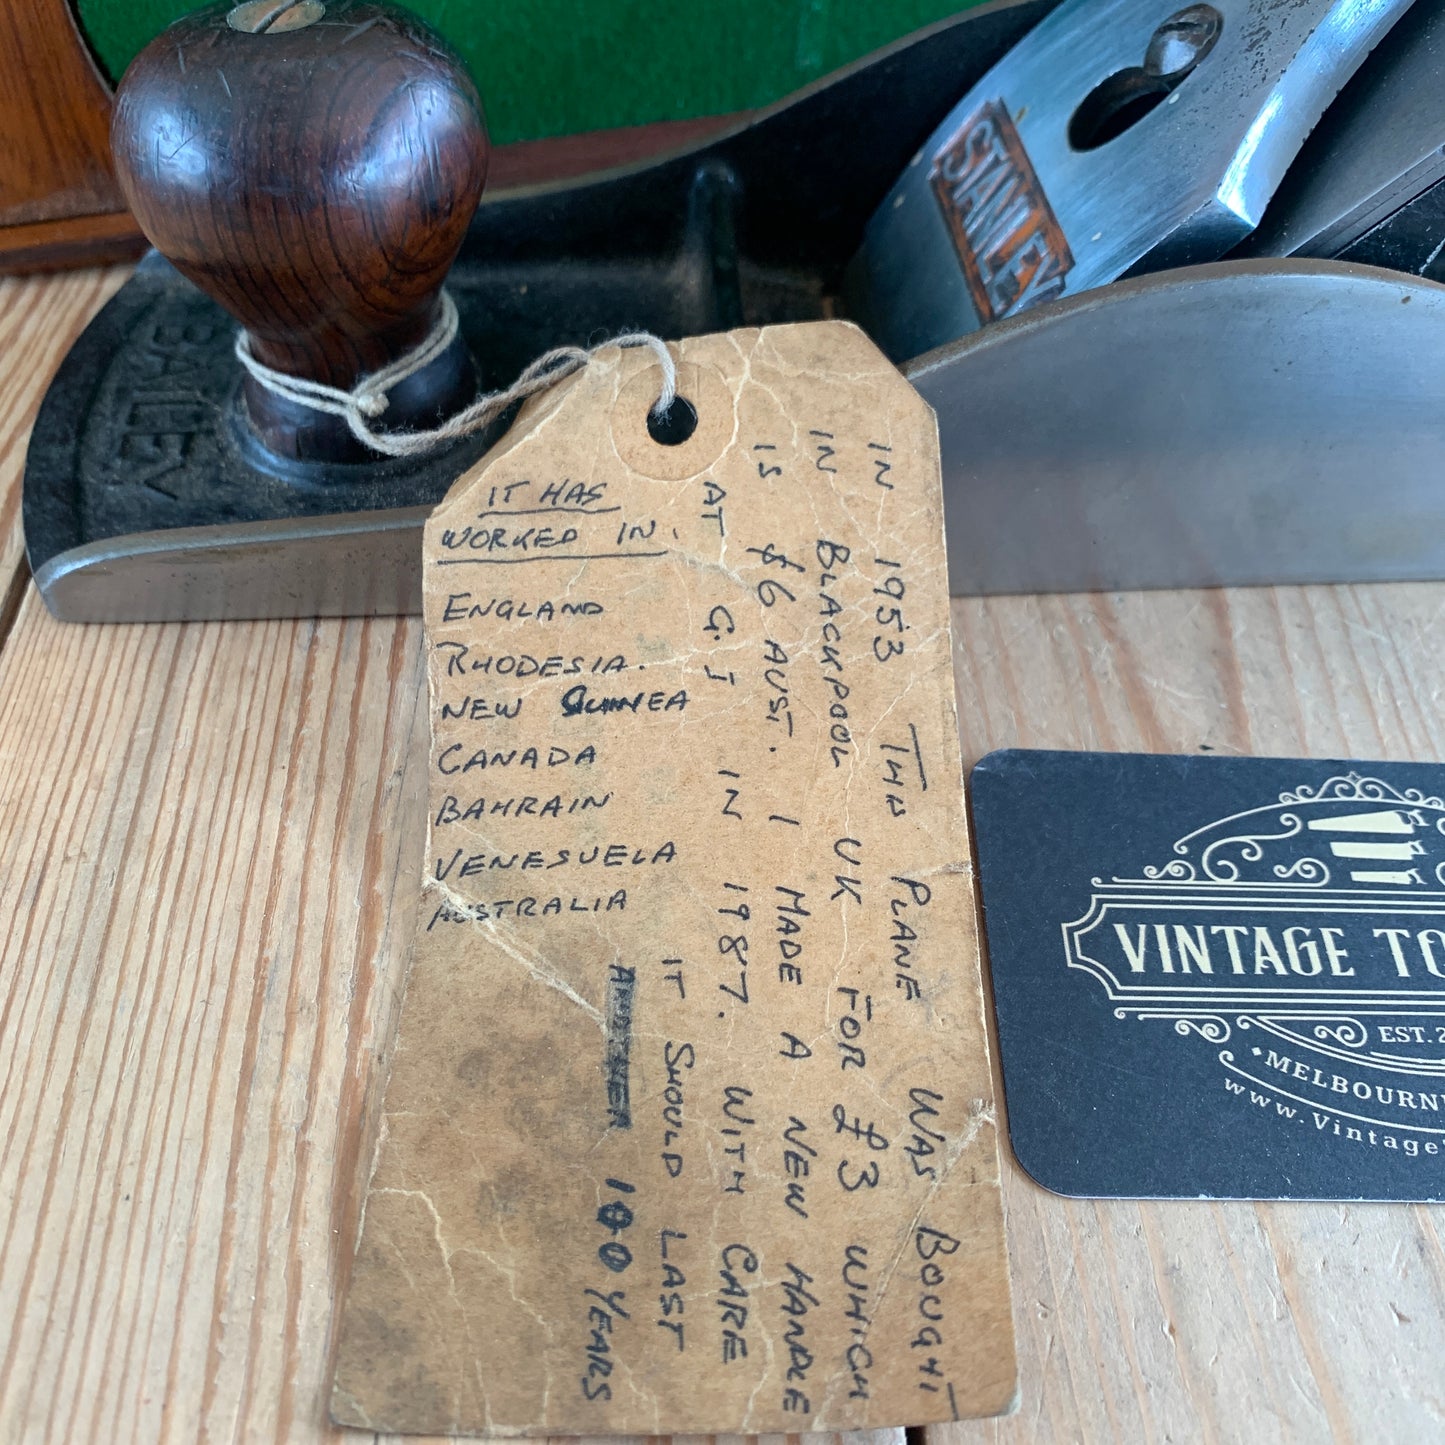 BAILEY
STANLEY
IN 1953 THIS PLANE WAS BOUGHT
IN BLACKPOOL UK FOR £3 WHICH
IS $6 AUST. I MADE A NEW HANDLE
AT G.I IN 1987. WITH CARE
IT SHOULD LAST
ANOTHER 100 YEARS
IT HAS
WORKED IN.
ENGLAND
RHODESIA.
NEW GUINEA
CANADA
BAHRAIN
VENESUELA
AUSTRALIA
VINTAGE TO
EST. 2
MELBOURN
www.Vintage